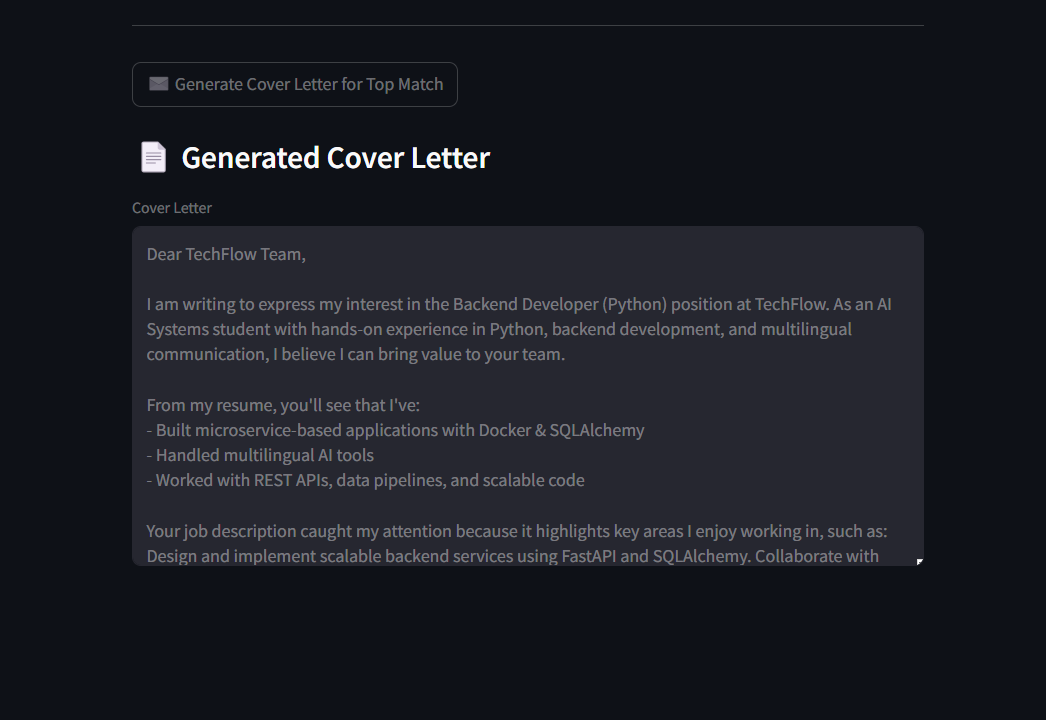 Generate Cover Letter for Top Match
Generated Cover Letter
Cover Letter
Dear TechFlow Team,
I am writing to express my interest in the Backend Developer (Python) position at TechFlow. As an AI
Systems student with hands-on experience in Python, backend development, and multilingual
communication, I believe I can bring value to your team.
From my resume, you'll see that I've:
- Built microservice-based applications with Docker & SQLAlchemy
- Handled multilingual AI tools
- Worked with REST APIs, data pipelines, and scalable code
Your job description caught my attention because it highlights key areas I enjoy working in, such as:
Design and implement scalable backend services using FastAPI and SQLAlchemy. Collaborate with